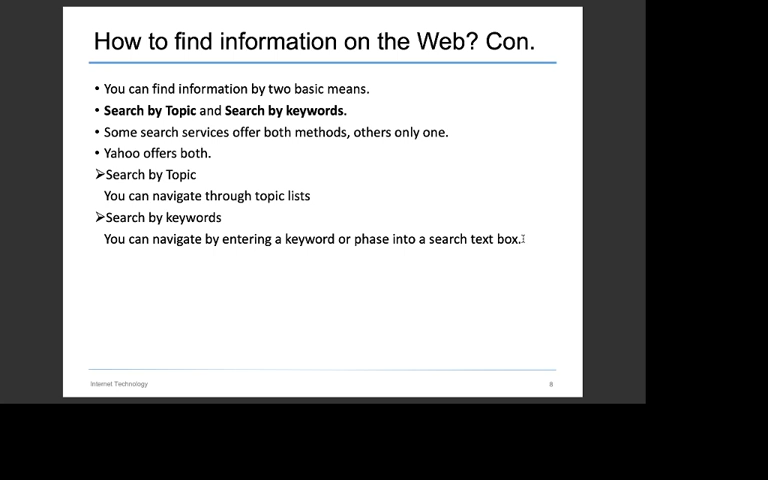 How to find information on the Web? Con.
• You can find information by two basic means.
• Search by Topic and Search by keywords.
• Some search services offer both methods, others only one.
• Yahoo offers both.
➢Search by Topic
You can navigate through topic lists
➢Search by keywords
You can navigate by entering a keyword or phase into a search text box.
Internet Technology
8